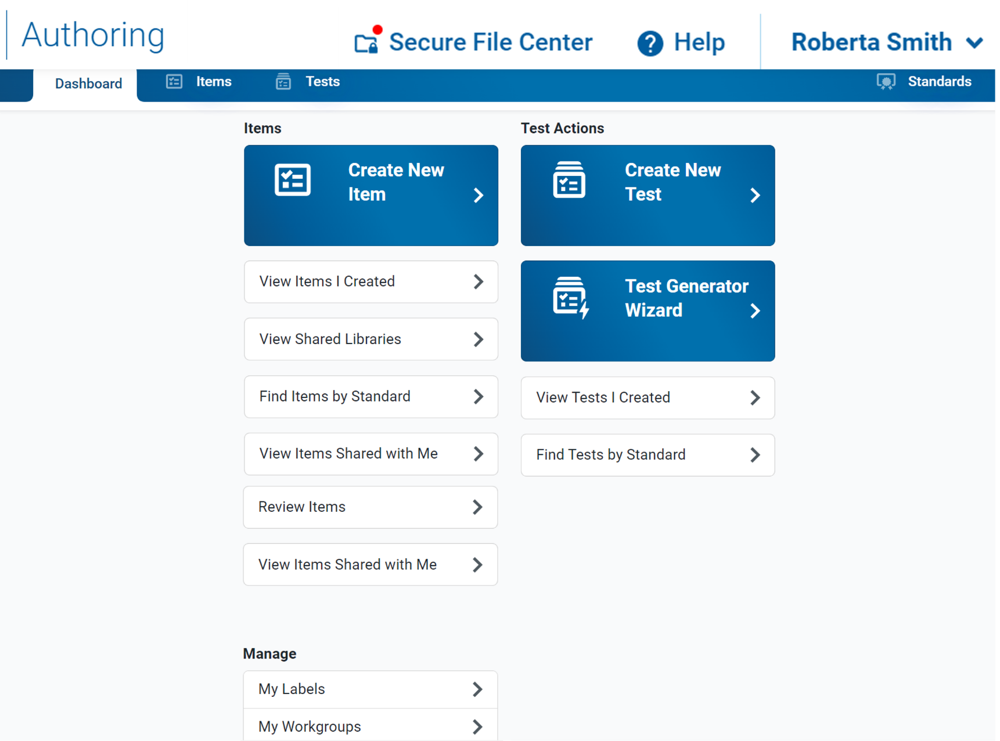 Authoring
Secure File Center
Help
Roberta Smith
Dashboard
Items
Tests
Standards
Items
Create New
Item
View Items I Created
View Shared Libraries
Find Items by Standard
View Items Shared with Me
Review Items
View Items Shared with Me
Test Actions
Create New
Test
Test Generator
Wizard
View Tests I Created
Find Tests by Standard
Manage
My Labels
My Workgroups